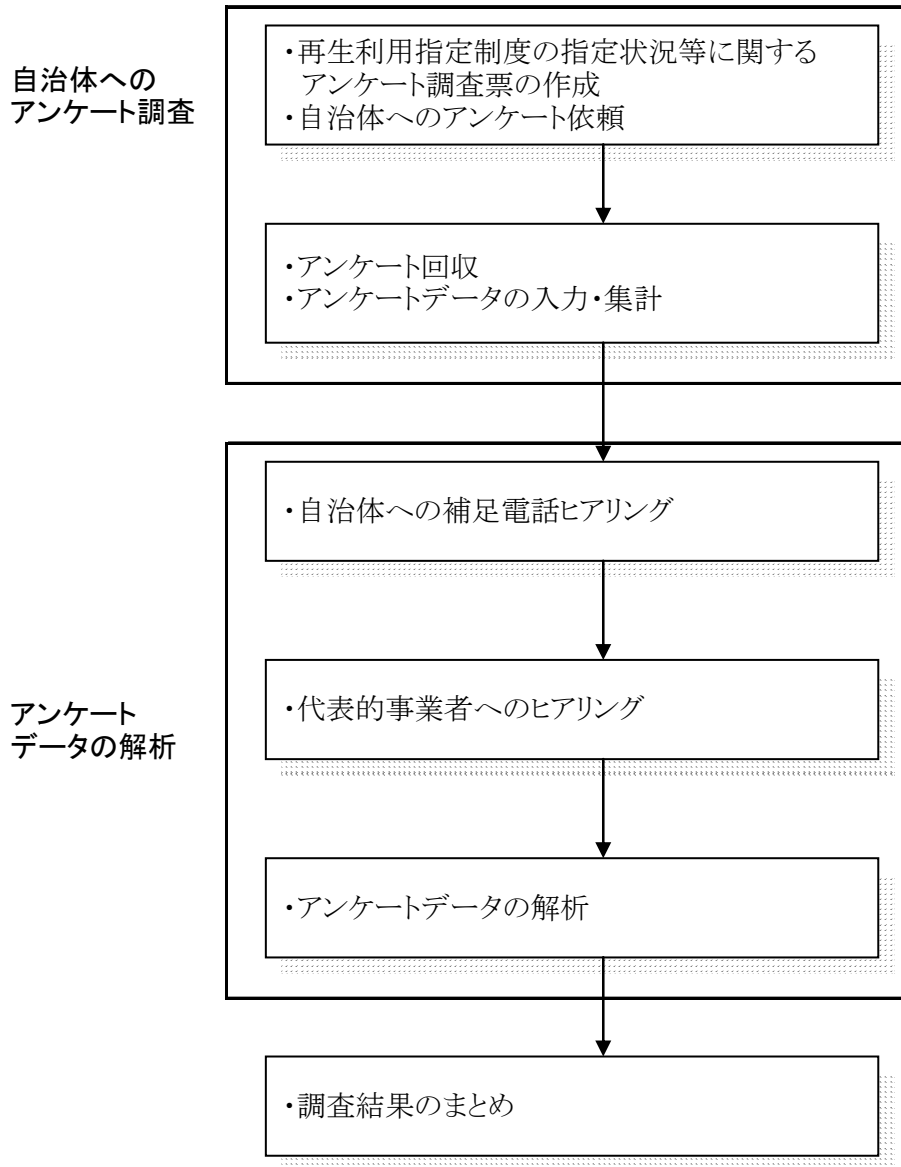 自治体への
アンケート調査
・再生利用指定制度の指定状況等に関する
アンケート調査票の作成
・自治体へのアンケート依頼
・アンケート回収
・アンケートデータの入力・集計
アンケート
データの解析
・自治体への補足電話ヒアリング
・代表的事業者へのヒアリング
・アンケートデータの解析
・調査結果のまとめ